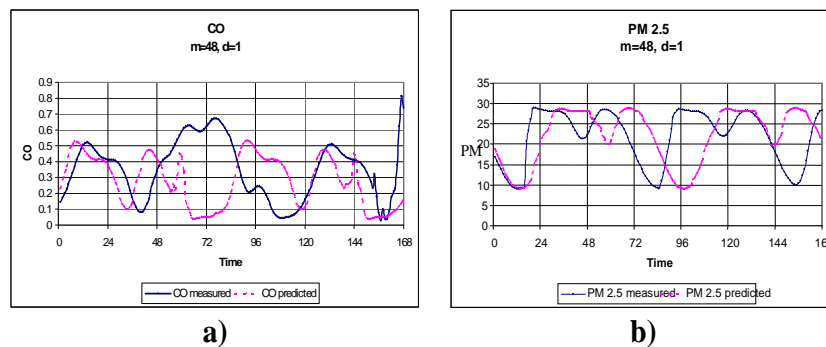 CO
m=48, d=1
0.9
0.8
0.7
0.6
0.5
0.4
0.3
0.2
0.1
0
CO
0 24 48 72 96 120 144 168
Time
CO measured CO predicted
a)
PM 2.5
m=48, d=1
35
30
25
20
15
10
5
0
PM
0 24 48 72 96 120 144 16
Time
PM 2.5 measured PM 2.5 predicted
b)